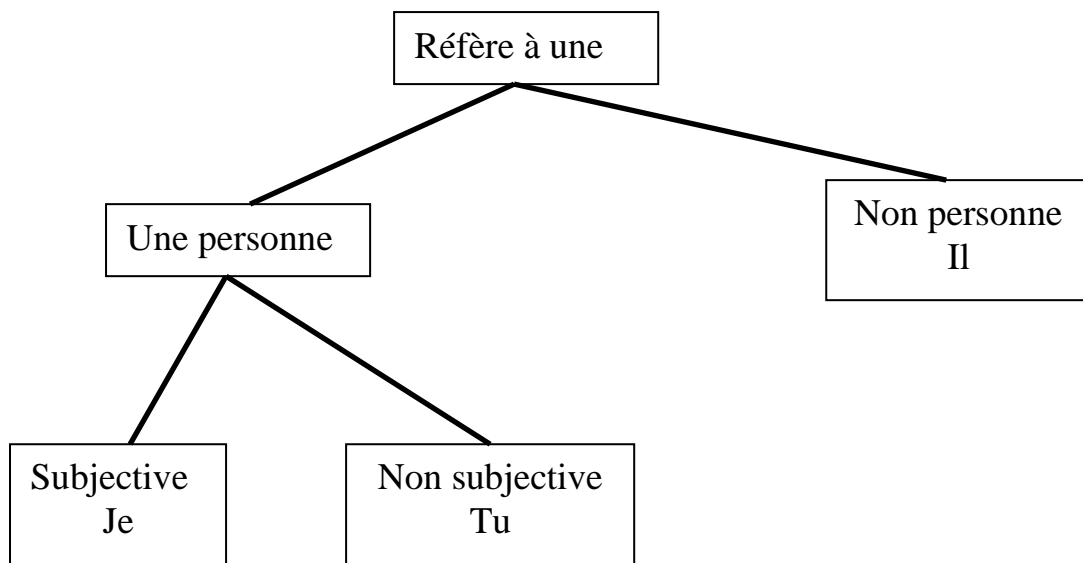 Réfère à une
Une personne
Non personne
Il
Subjective
Je
Non subjective
Tu